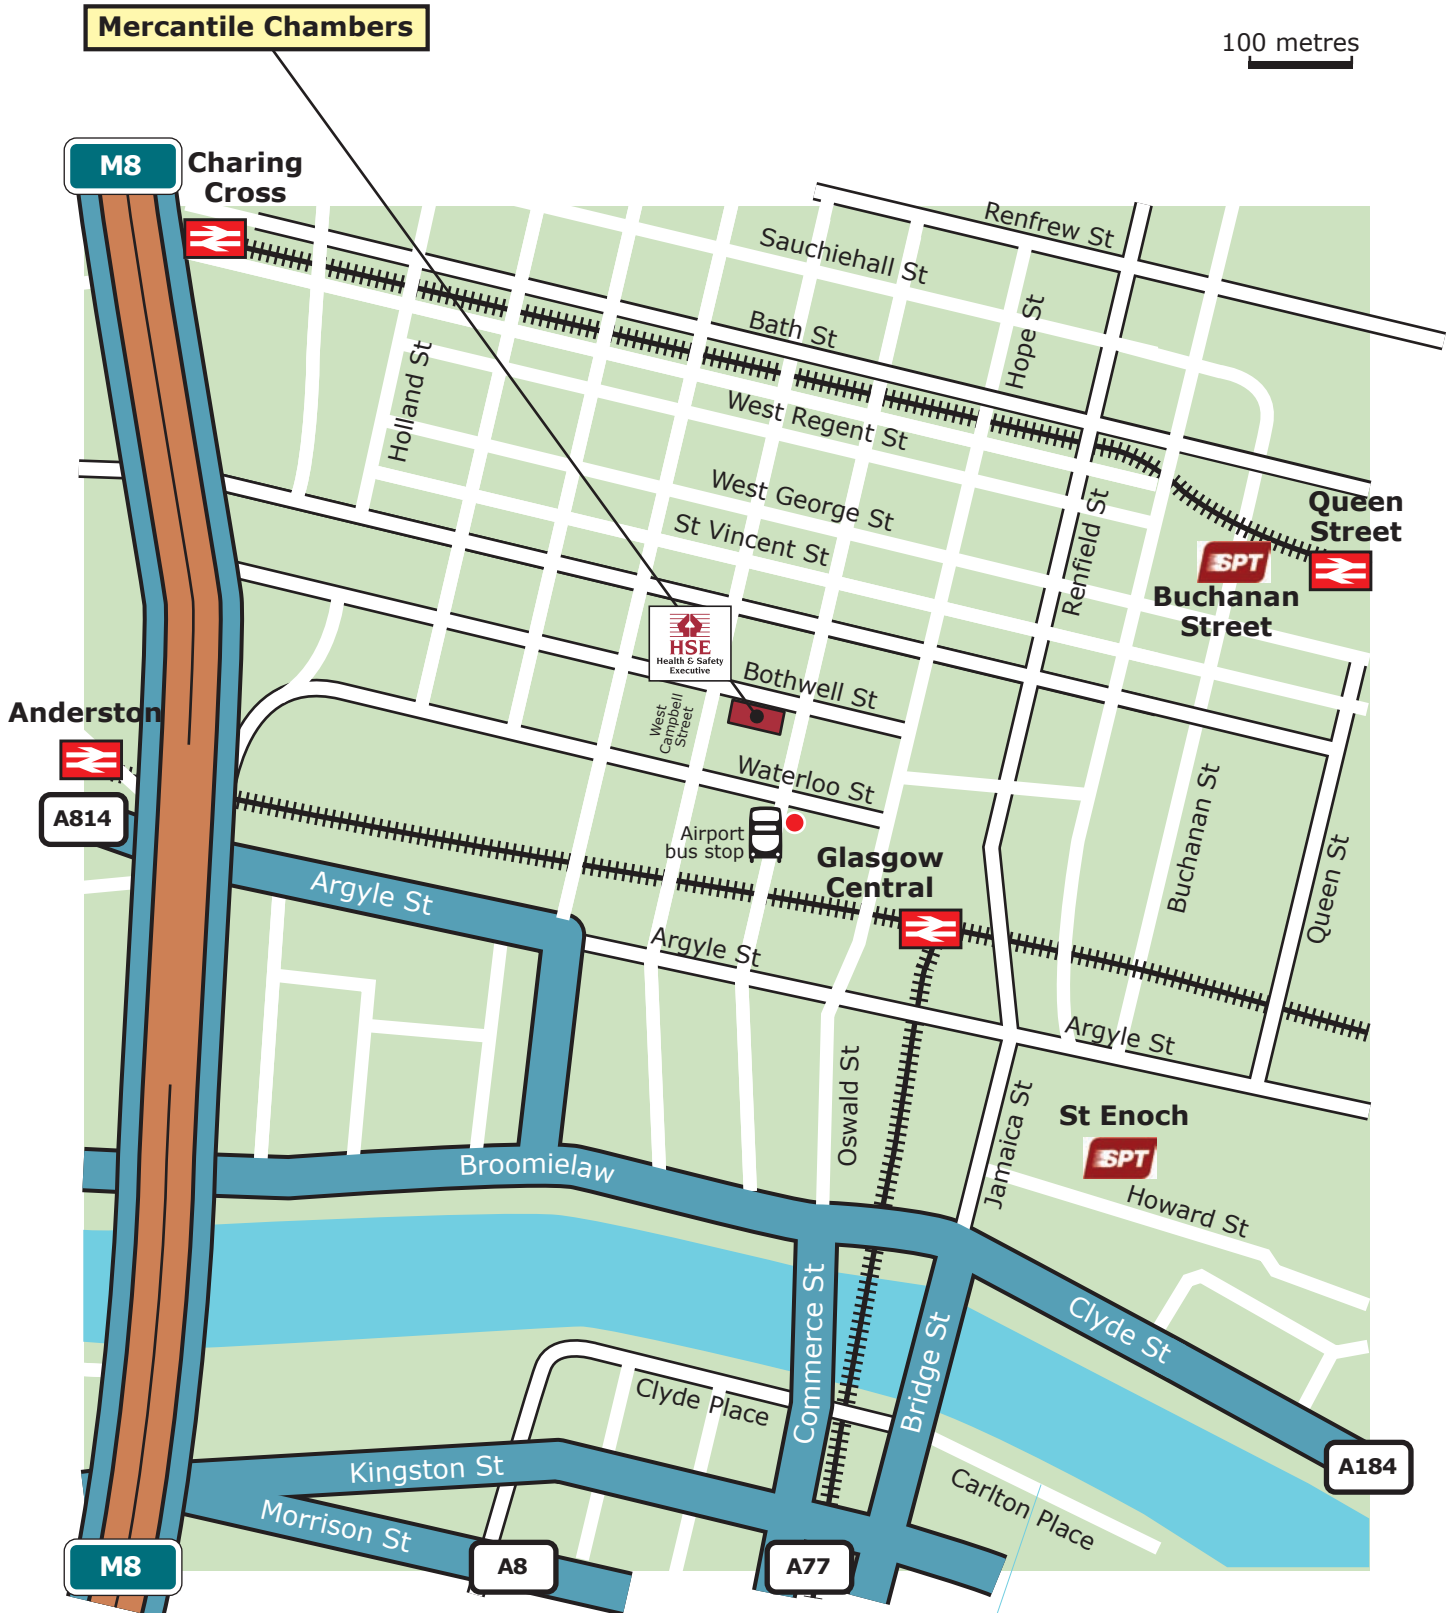 Mercantile Chambers
100 metres
M8
Charing
Cross
Renfrew St
Sauchiehall St
Bath St
Hope St
Holland St
West Regent St
West George St
St Vincent St
Renfield St
Queen
Street
SPT
Buchanan
Street
HSE
Health & Safety
Executive
Bothwell St
West
Campbell
Street
Anderston
A814
Waterloo St
Airport
bus stop
Glasgow
Central
Buchanan St
Queen St
Argyle St
Argyle St
Argyle St
Oswald St
Jamaica St
St Enoch
SPT
Howard St
Broomielaw
Commerce St
Bridge St
Clyde St
Clyde Place
A184
Kingston St
Carlton Place
Morrison St
M8
A8
A77